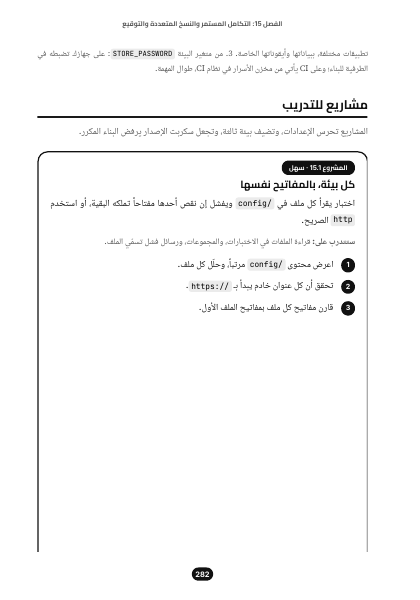 الفصل 15: التكامل المستمر والنسخ المتعددة والتوقيع
تطبيقات مختلفة، ببياناتها وأيقوناتها الخاصة. 3. من متغير البيئة STORE_PASSWORD: على جهازك تضبطه في
الطرفية للبناء؛ وعلى CI يأتي من مخزن الأسرار في نظام CI، طوال المهمة.
مشاريع للتدريب
المشاريع تحرس الإعدادات، وتضيف بيئة ثالثة، وتجعل سكربت الإصدار يرفض البناء المكرر.
المشروع 15.1 · سهل
كل بيئة، بالمفاتيح نفسها
اختبار يقرأ كل ملف في config/ ويفشل إن نقص أحدها مفتاحاً تملكه البقية، أو استخدم
http الصريح.
ستتدرب على: قراءة الملفات في الاختبارات، والمجموعات، ورسائل فشل تسمّي الملف.
1 اعرض محتوى config/ مرتباً، وحلّل كل ملف.
2 تحقق أن كل عنوان خادم يبدأ بـ https://.
3 قارن مفاتيح كل ملف بمفاتيح الملف الأول.
282